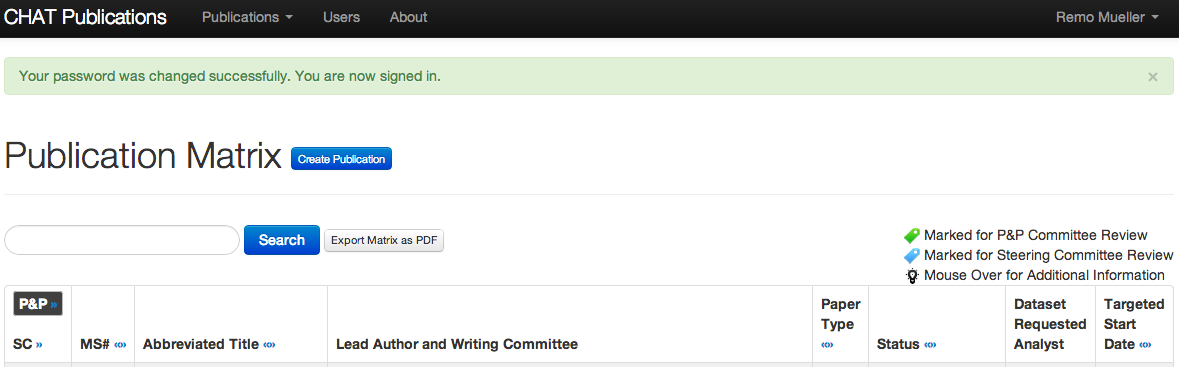 CHAT Publications Publications Users About Remo Mueller
Your password was changed successfully. You are now signed in. ×
Publication Matrix Create Publication
Search Export Matrix as PDF
Marked for P&P Committee Review
Marked for Steering Committee Review
Mouse Over for Additional Information
P&P »
SC »
MS# «»
Abbreviated Title «»
Lead Author and Writing Committee
Paper
Type
«»
Status «»
Dataset
Requested
Analyst
Targeted
Start
Date «»